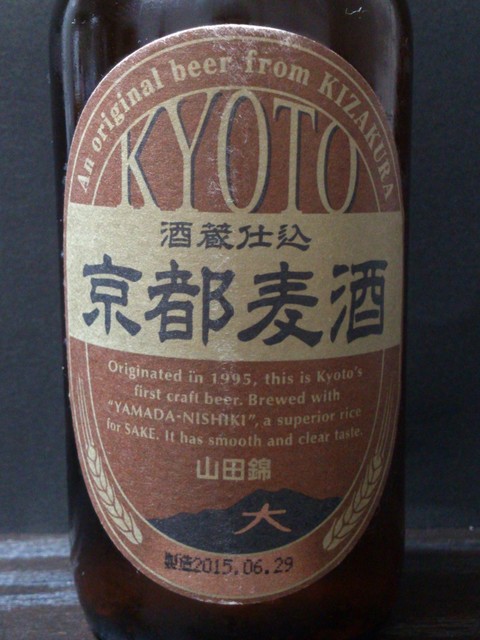 An original beer from KIZAKURA
KYOTO
酒蔵仕込
京都麦酒
Originated in 1995, this is Kyoto's
first craft beer. Brewed with
"YAMADA-NISHIKI", a superior rice
for SAKE. It has smooth and clear taste.
山田錦
大
製造2015.06.29